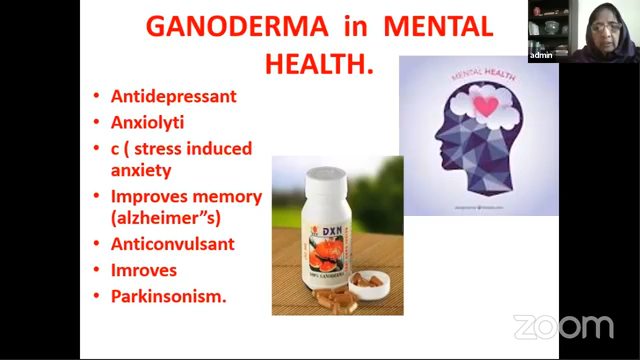 GANODERMA in MENTAL
HEALTH.
• Antidepressant
• Anxiolyti
• c ( stress induced
anxiety
• Improves memory
(alzheimer"s)
• Anticonvulsant
• Imroves
• Parkinsonism.
MENTAL HEALTH
DXN
admin
zoom